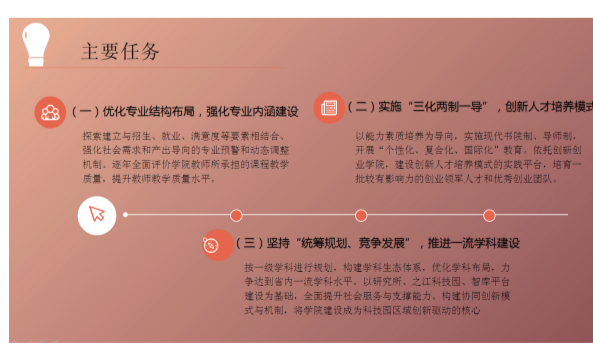 主要任务
（一）优化专业结构布局，强化专业内涵建设
探索建立与招生、就业、满意度等要素相结合、
强化社会需求和产出导向的专业预警和动态调整
机制，逐年全面评价学院教师所承担的课程教学
质量，提升教师教学质量水平。
（二）实施“三化两制一导”，创新人才培养模式
以能力素质培养为导向，实施现代书院制、导师制，
开展“个性化、复合化、国际化”教育。依托创新创
业学院，建设创新人才培养模式的实践平台，培育一
批较有影响力的创业领军人才和优秀创业团队。
（三）坚持“统筹规划、竞争发展”，推进一流学科建设
按一级学科进行规划，构建学科生态体系，优化学科布局，力
争达到省内一流学科水平。以研究所、之江科技园、智库平台
建设为基础，全面提升社会服务与支撑能力。构建协同创新模
式与机制，将学院建设成为科技园区域创新驱动的核心